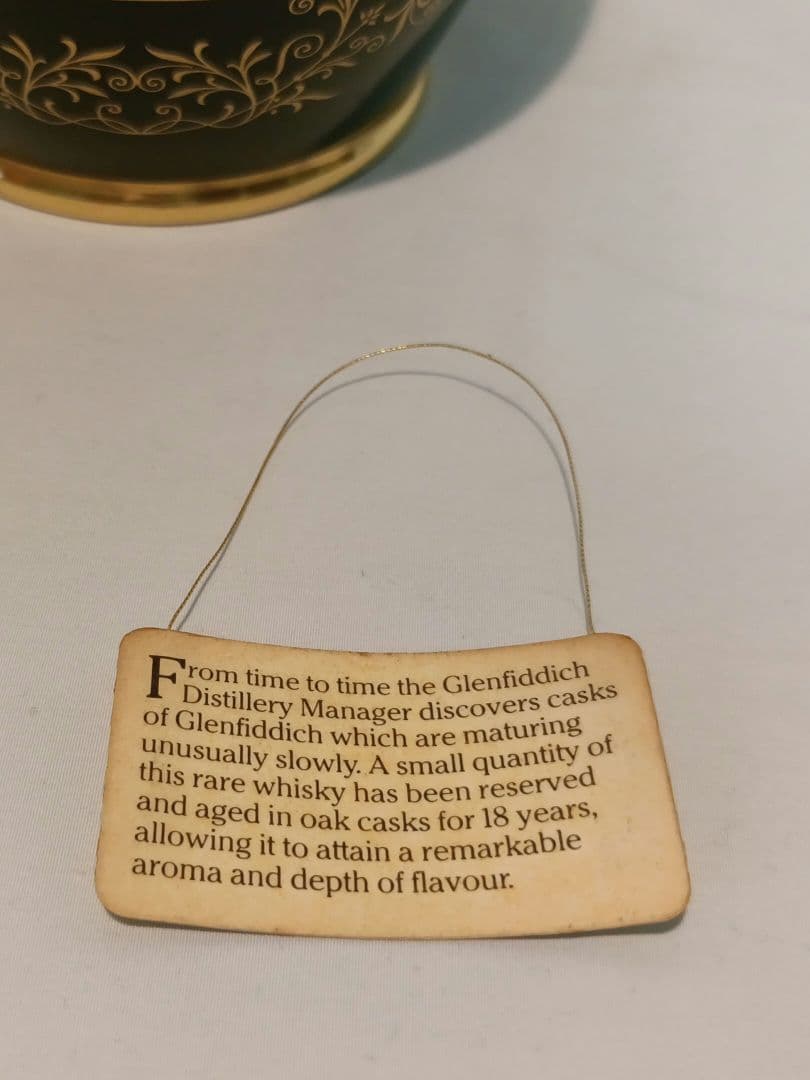 From time to time the Glenfiddich
Distillery Manager discovers casks
of Glenfiddich which are maturing
unusually slowly. A small quantity of
this rare whisky has been reserved
and aged in oak casks for 18 years,
allowing it to attain a remarkable
aroma and depth of flavour.